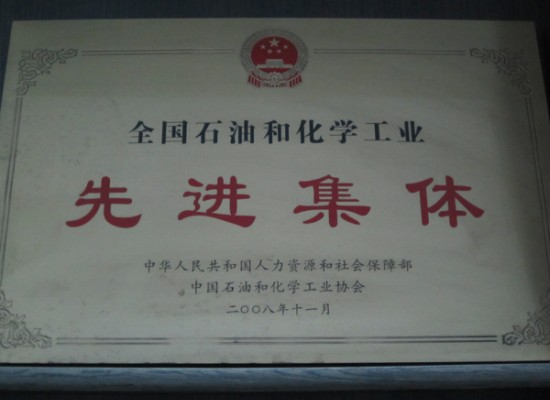 全国石油和化学工业
先进集体
中华人民共和国人力资源和社会保障部
中国石油和化学工业协会
二〇〇八年十一月